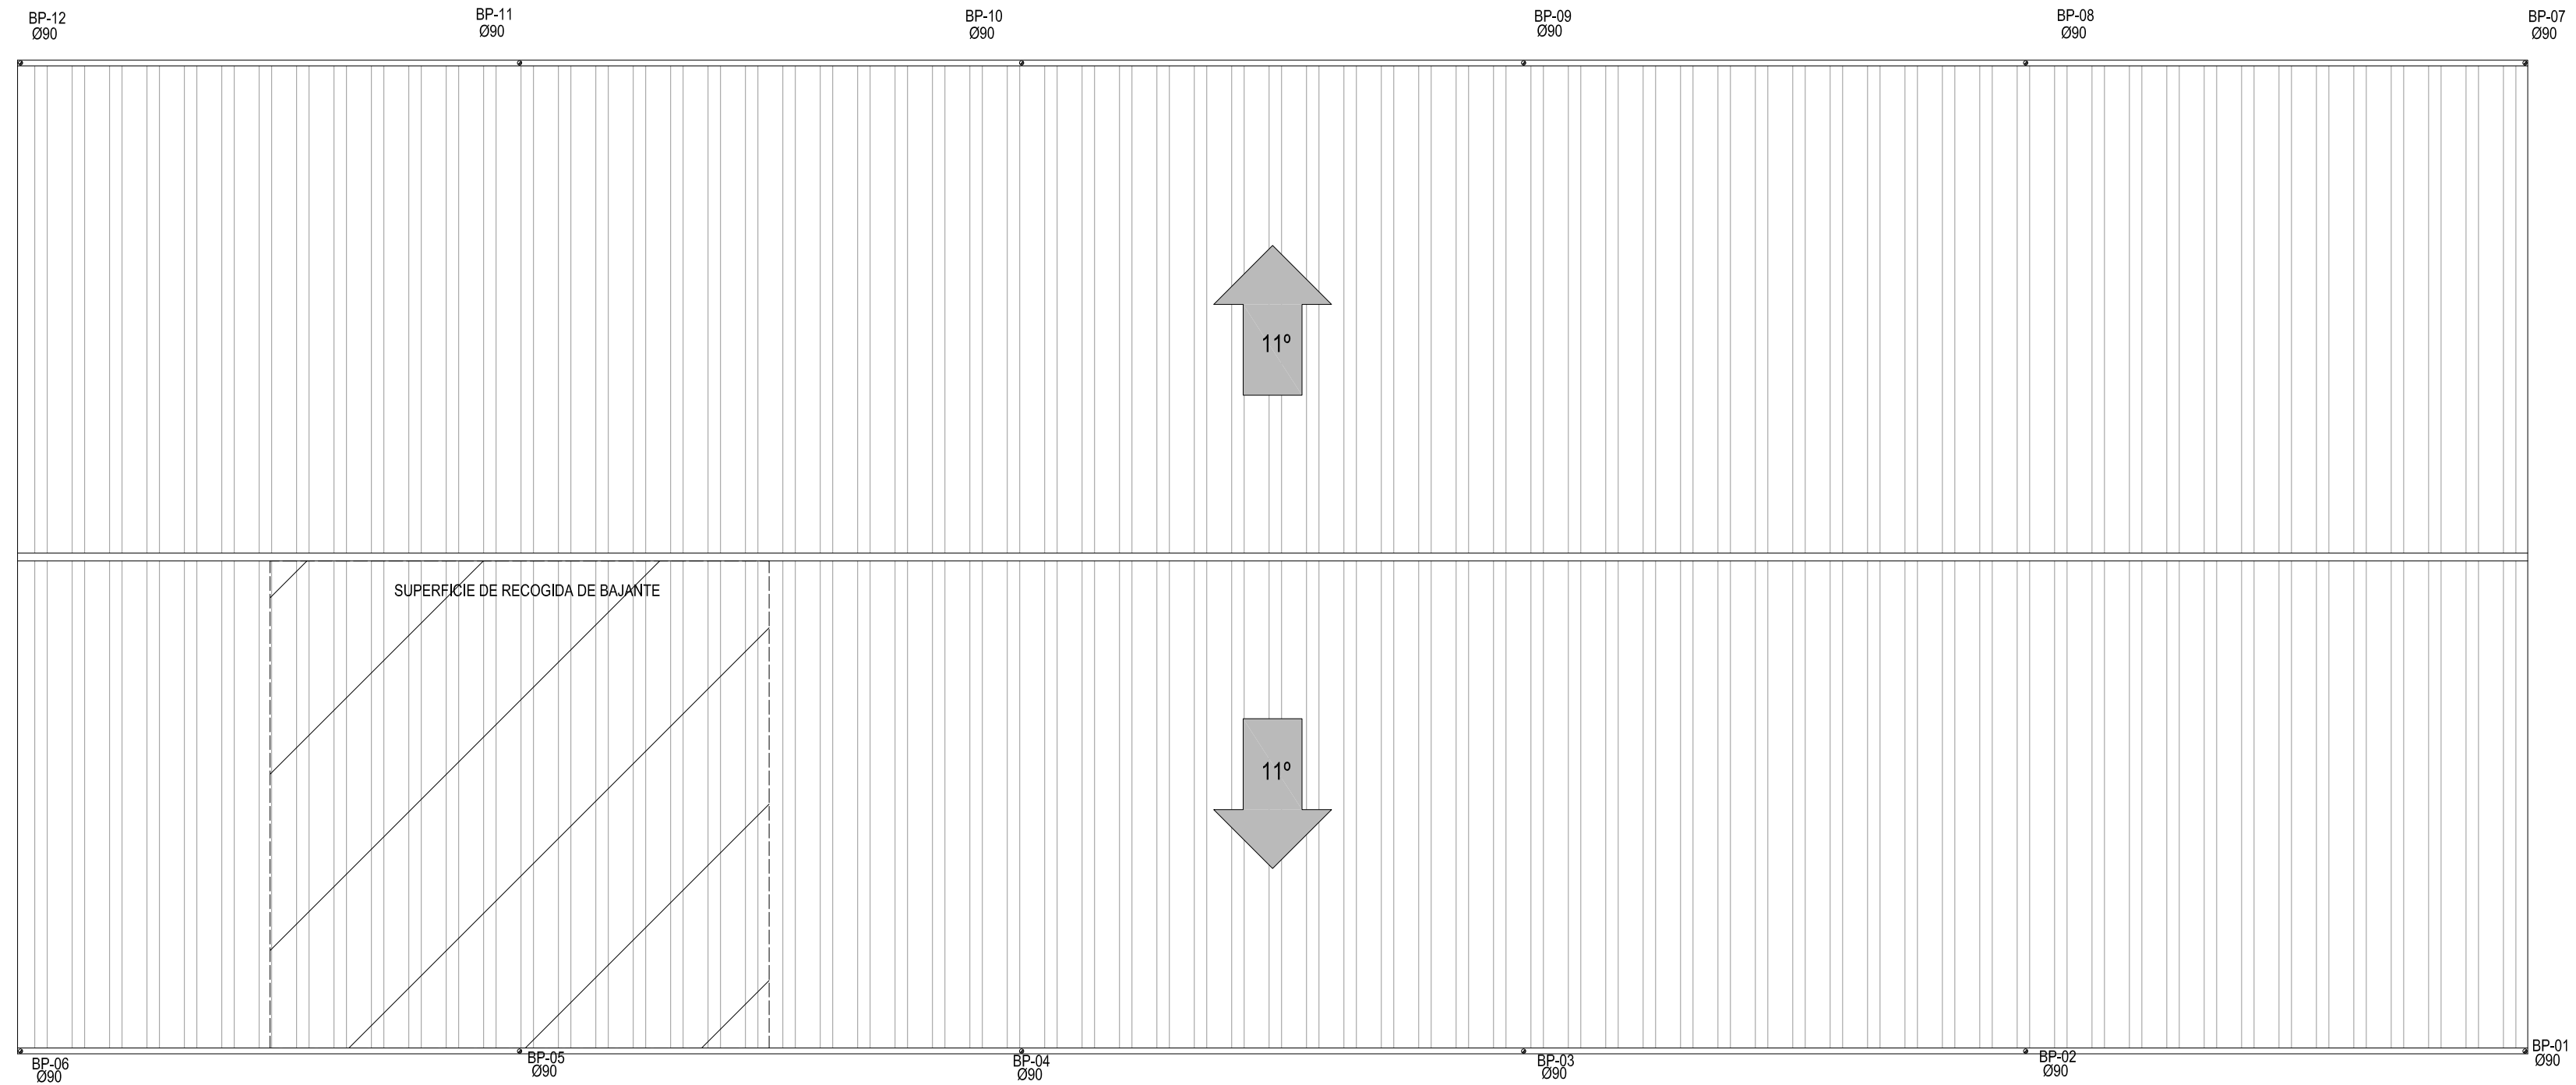 BP-12
Ø90
BP-11
Ø90
BP-10
Ø90
BP-09
Ø90
BP-08
Ø90
BP-07
Ø90
11º
SUPERFICIE DE RECOGIDA DE BAJANTE
11º
BP-06
Ø90
BP-05
Ø90
BP-04
Ø90
BP-03
Ø90
BP-02
Ø90
BP-01
Ø90